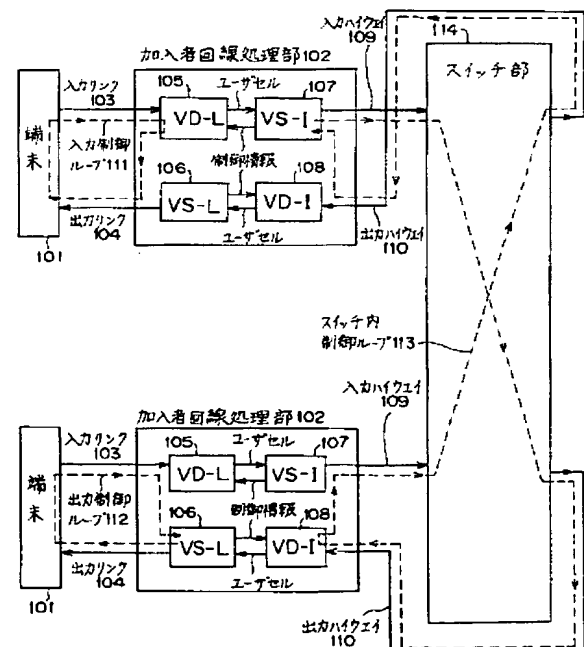 入力ハイウェイ
109
114
スイッチ部
加入者回線処理部102
入力リンク
103
105
ユーザセル
107
VD-L
VS-I
端末
入力制御
ループ111
106
制御情報
108
VS-L
VD-I
出力リンク
104
ユーザセル
出力ハイウェイ
110
101
スイッチ内
制御ループ113
入力ハイウェイ
109
加入者回線処理部102
入力リンク
103
105
ユーザセル
107
VD-L
VS-I
端末
出力制御
ループ112
106
制御情報
108
VS-L
VD-I
出力リンク
104
ユーザセル
101
出力ハイウェイ
110